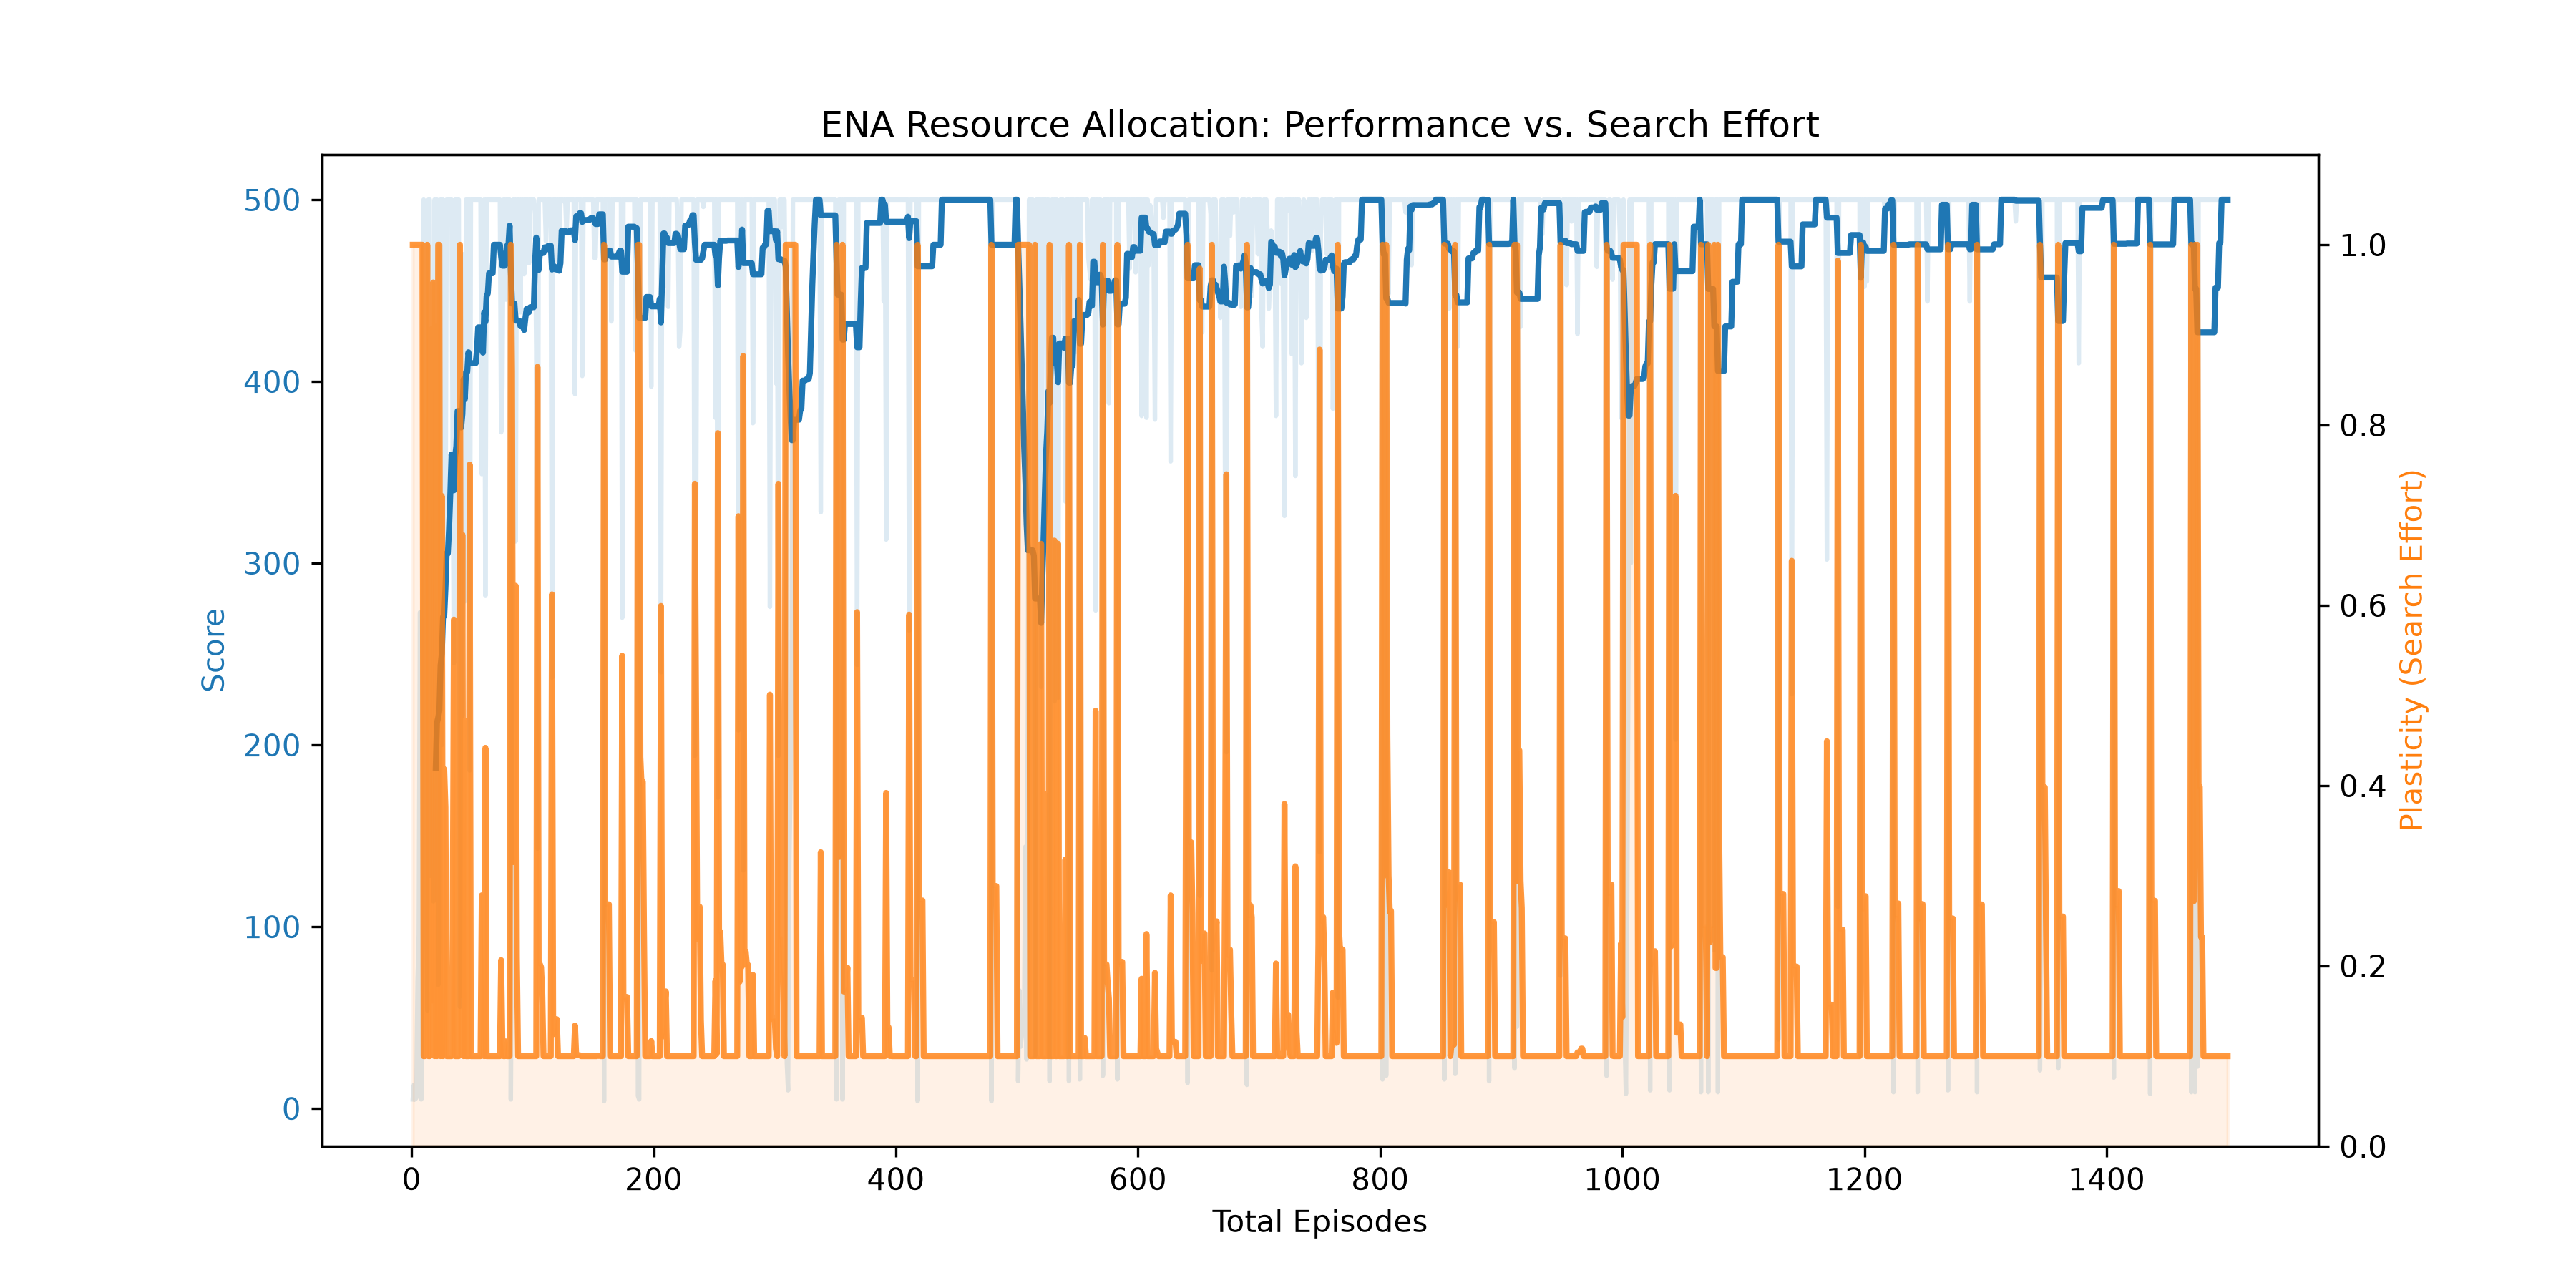 ENA Resource Allocation: Performance vs. Search Effort
500
400
300
200
100
0
Score
1.0
0.8
0.6
0.4
0.2
0.0
Plasticity (Search Effort)
0 200 400 600 800 1000 1200 1400
Total Episodes